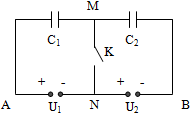 M
C₁ C₂
K
+ - + -
A U₁ N U₂ B